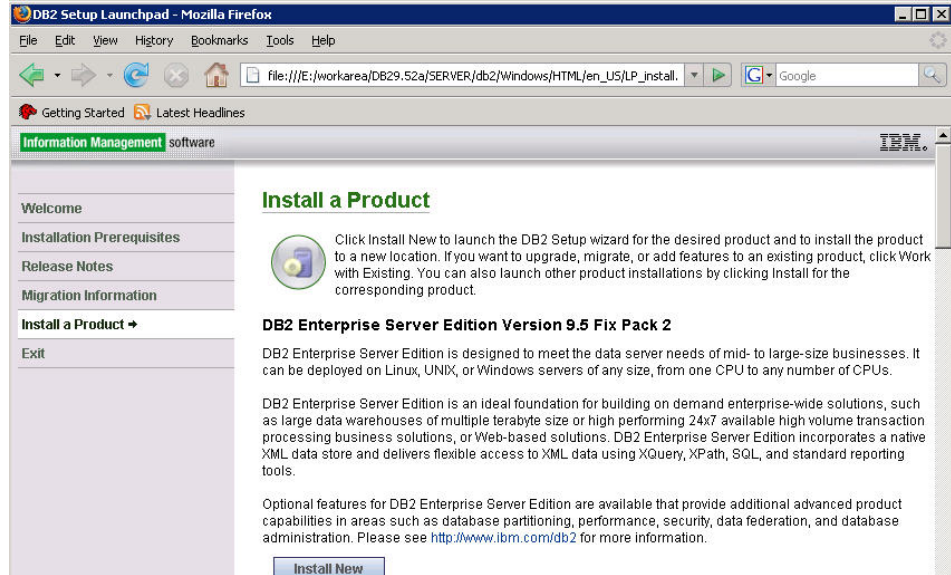 DB2 Setup Launchpad - Mozilla Firefox
File Edit View History Bookmarks Tools Help
file:///E:/workarea/DB29.52a/SERVER/db2/Windows/HTML/en_US/LP_install.
G Google
Getting Started Latest Headlines
Information Management software
IBM.
Welcome
Installation Prerequisites
Release Notes
Migration Information
Install a Product
Exit
Install a Product
Click Install New to launch the DB2 Setup wizard for the desired product and to install the product
to a new location. If you want to upgrade, migrate, or add features to an existing product, click Work
with Existing. You can also launch other product installations by clicking Install for the
corresponding product.
DB2 Enterprise Server Edition Version 9.5 Fix Pack 2
DB2 Enterprise Server Edition is designed to meet the data server needs of mid- to large-size businesses. It
can be deployed on Linux, UNIX, or Windows servers of any size, from one CPU to any number of CPUs.
DB2 Enterprise Server Edition is an ideal foundation for building on demand enterprise-wide solutions, such
as large data warehouses of multiple terabyte size or high performing 24x7 available high volume transaction
processing business solutions, or Web-based solutions. DB2 Enterprise Server Edition incorporates a native
XML data store and delivers flexible access to XML data using XQuery, XPath, SQL, and standard reporting
tools.
Optional features for DB2 Enterprise Server Edition are available that provide additional advanced product
capabilities in areas such as database partitioning, performance, security, data federation, and database
administration. Please see http://www.ibm.com/db2 for more information.
Install New